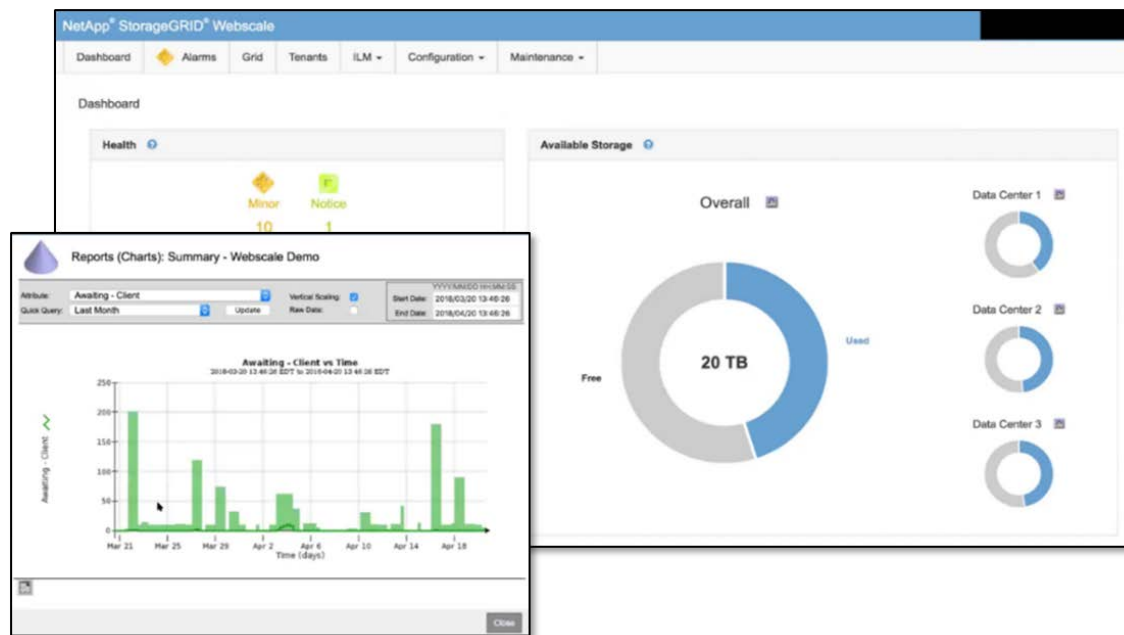 NetApp® StorageGRID® Webscale
Dashboard Alarms Grid Tenants ILM Configuration Maintenance
Dashboard
Health
Minor Notice
10 1
Available Storage
Overall
20 TB
Used
Free
Data Center 1
Data Center 2
Data Center 3
Reports (Charts): Summary - Webscale Demo
Attribute: Awaiting - Client
Quick Query: Last Month Update
Vertical Scaling:
Raw Data:
YYYY/MM/DD HH:MM:SS
Start Date: 2018/03/20 13:46:26
End Date: 2018/04/20 13:46:26
Awaiting - Client vs Time
2018-03-20 13:46:26 EDT to 2018-04-20 13:46:26 EDT
Awaiting - Client
250
200
150
100
50
0
Mar 21 Mar 25 Mar 29 Apr 2 Apr 6 Apr 10 Apr 14 Apr 18
Time (days)
Close